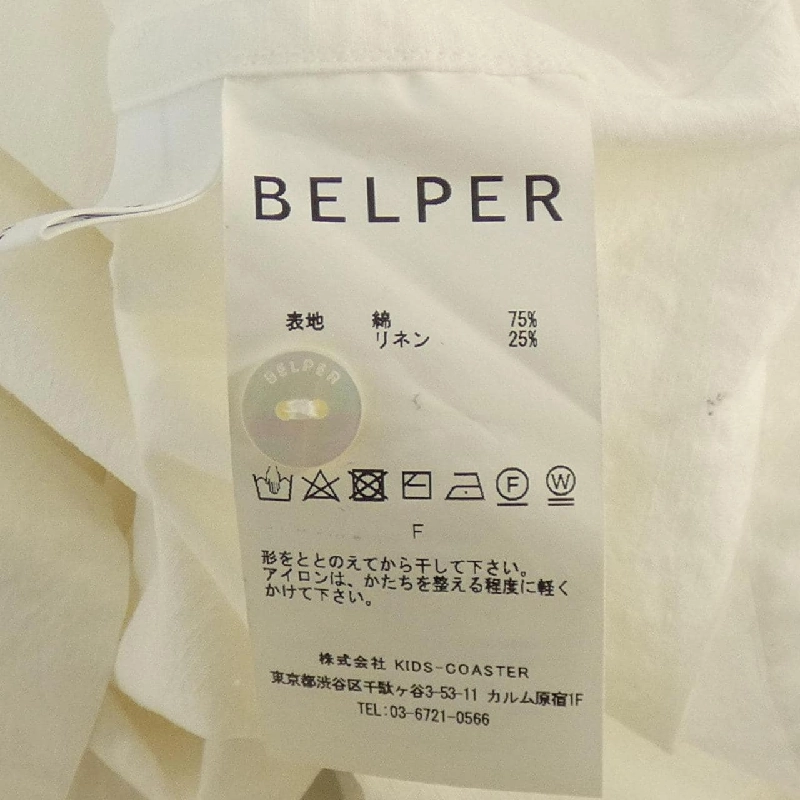 BELPER
表地 綿 75%
リネン 25%
BELPER
F W
F
形をととのえてから干して下さい。
アイロンは、かたちを整える程度に軽く
かけて下さい。
株式会社 KIDS-COASTER
東京都渋谷区千駄ヶ谷3-53-11 カルム原宿1F
TEL:03-6721-0566